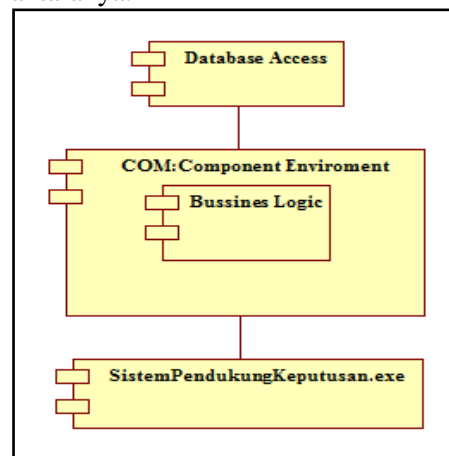 Database Access
COM:Component Enviroment
Bussines Logic
SistemPendukungKeputusan.exe